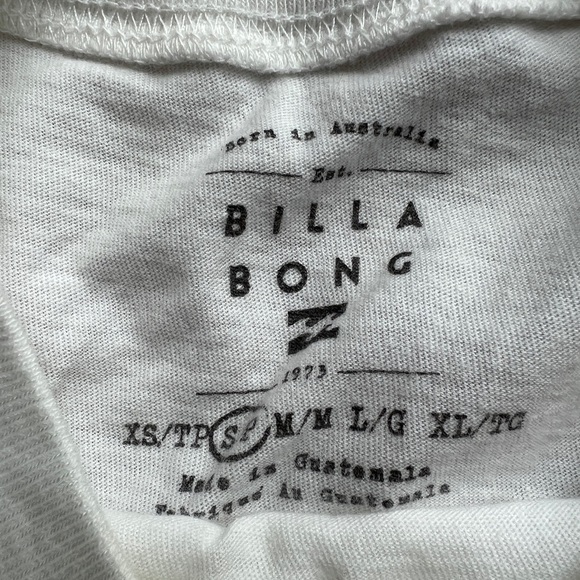 Born in Australia
Est.
BILLA
BONG
1973
XS/TP S/P M/M L/G XL/TG
Made in Guatemala
Fabriqué Au Guatemala